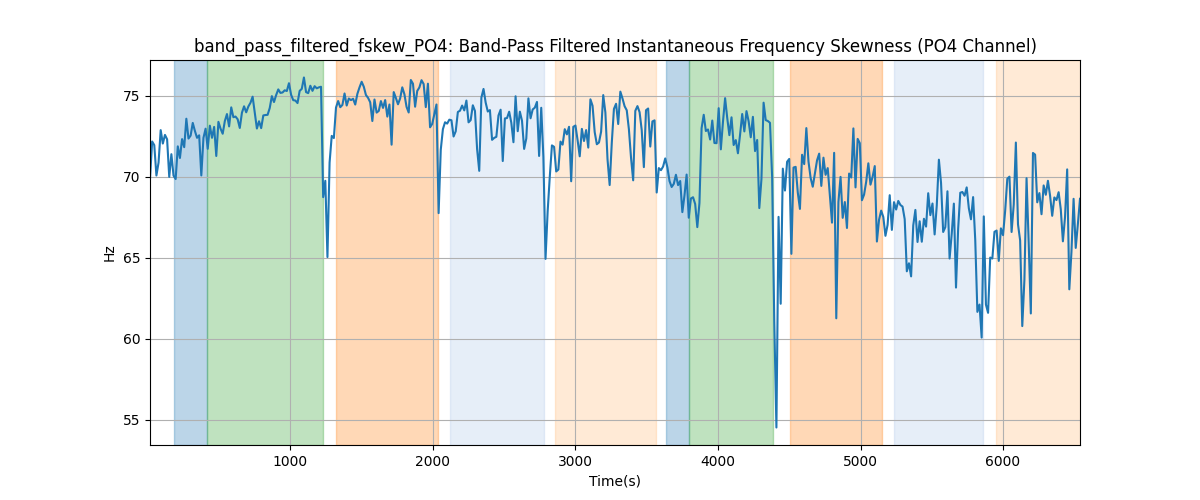 band_pass_filtered_fskew_PO4: Band-Pass Filtered Instantaneous Frequency Skewness (PO4 Channel)
75
70
65
60
55
Hz
1000 2000 3000 4000 5000 6000
Time(s)